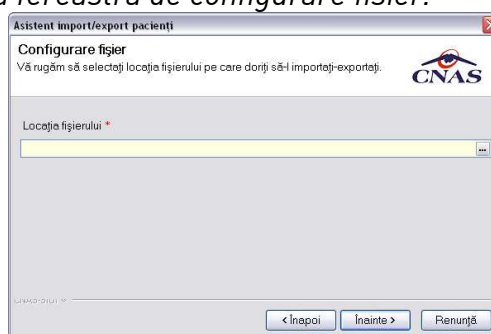 fereastra de configurare fișier:
Asistent import/export pacienți
Configurare fișier
Vă rugăm să selectați locația fișierului pe care doriți să-l importați-exportați.
CNAS
Locația fișierului *
...
< Înapoi
Înainte >
Renunță